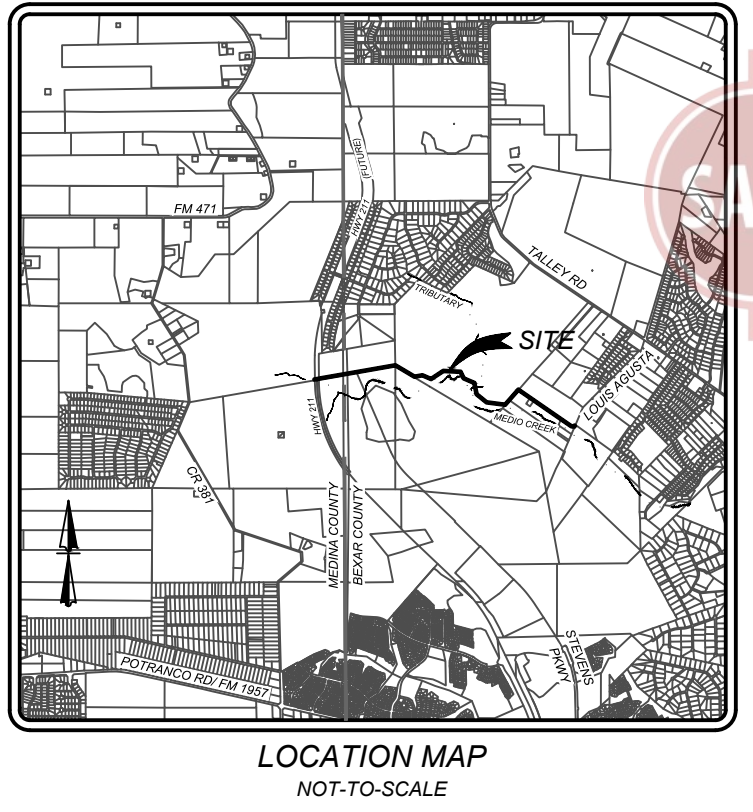 (FUTURE)
HWY 211
FM 471
SA
TALLEY RD
TRIBUTARY
SITE
LOUIS AGUSTA
HWY 211
MEDIO CREEK
CR 381
MEDINA COUNTY
BEXAR COUNTY
STEVENS
PKWY
POTRANCO RD/ FM 1957
LOCATION MAP
NOT-TO-SCALE